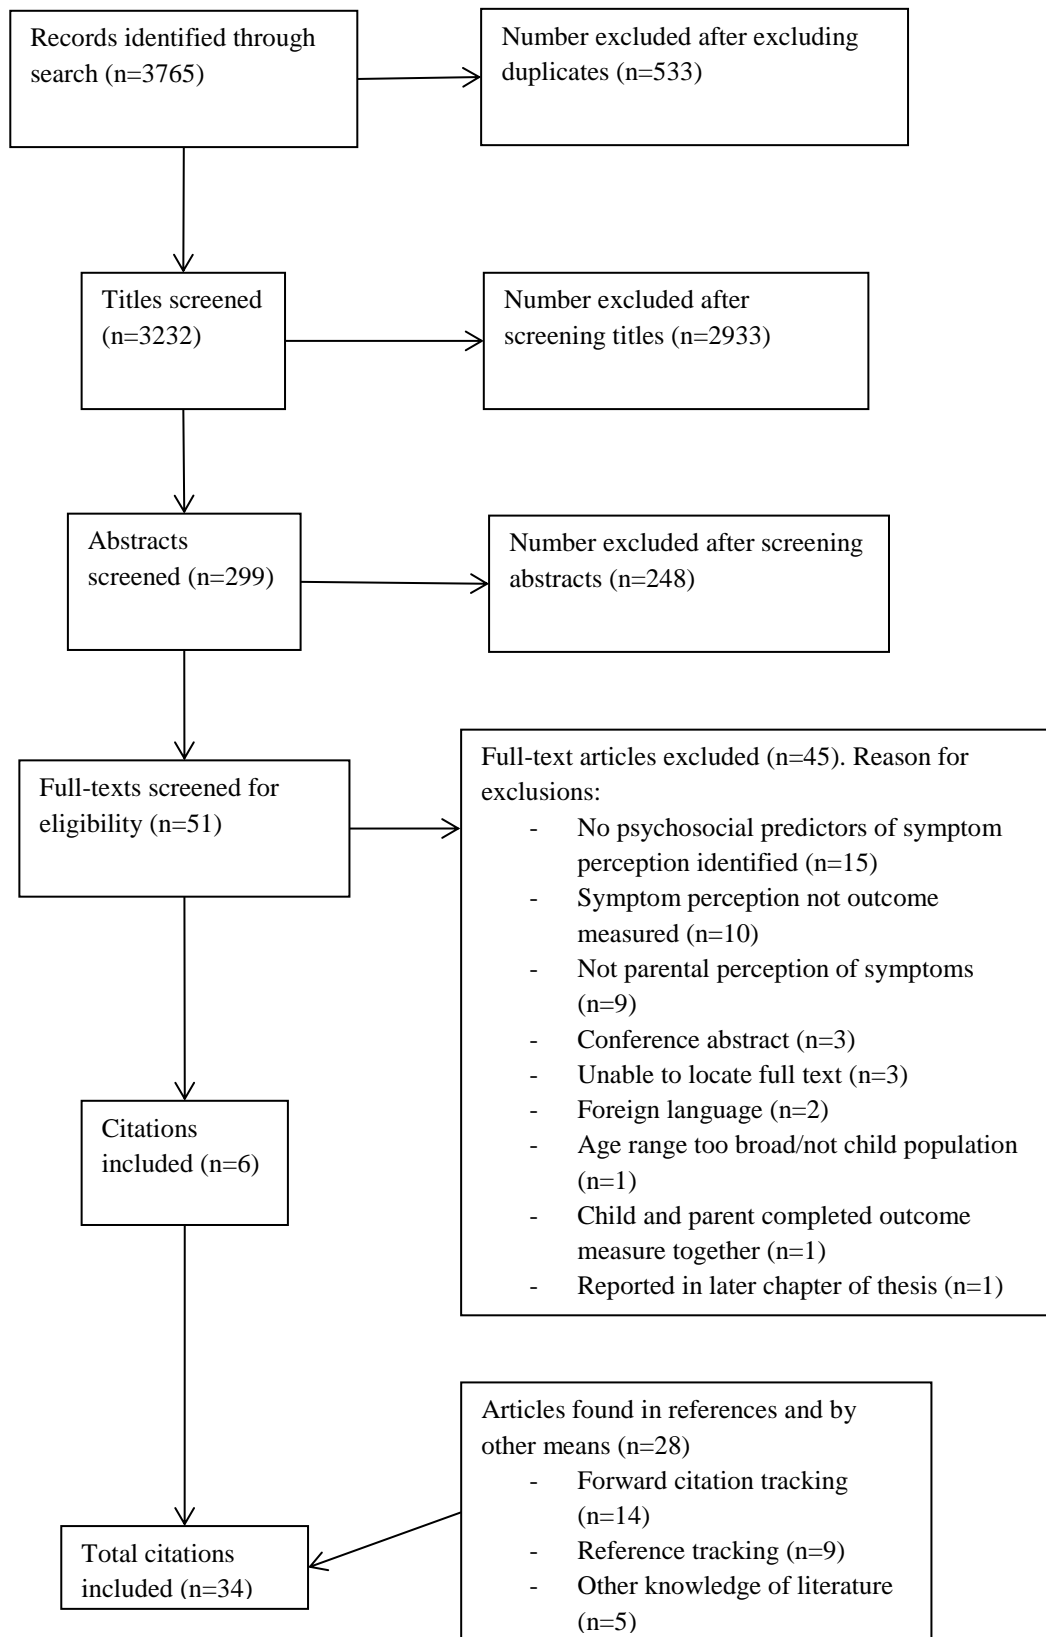 Records identified through
search (n=3765)
Number excluded after excluding
duplicates (n=533)
Titles screened
(n=3232)
Number excluded after
screening titles (n=2933)
Abstracts
screened (n=299)
Number excluded after screening
abstracts (n=248)
Full-texts screened for
eligibility (n=51)
Full-text articles excluded (n=45). Reason for
exclusions:
- No psychosocial predictors of symptom
perception identified (n=15)
- Symptom perception not outcome
measured (n=10)
- Not parental perception of symptoms
(n=9)
- Conference abstract (n=3)
- Unable to locate full text (n=3)
- Foreign language (n=2)
- Age range too broad/not child population
(n=1)
- Child and parent completed outcome
measure together (n=1)
- Reported in later chapter of thesis (n=1)
Citations
included (n=6)
Articles found in references and by
other means (n=28)
- Forward citation tracking
(n=14)
- Reference tracking (n=9)
- Other knowledge of literature
(n=5)
Total citations
included (n=34)